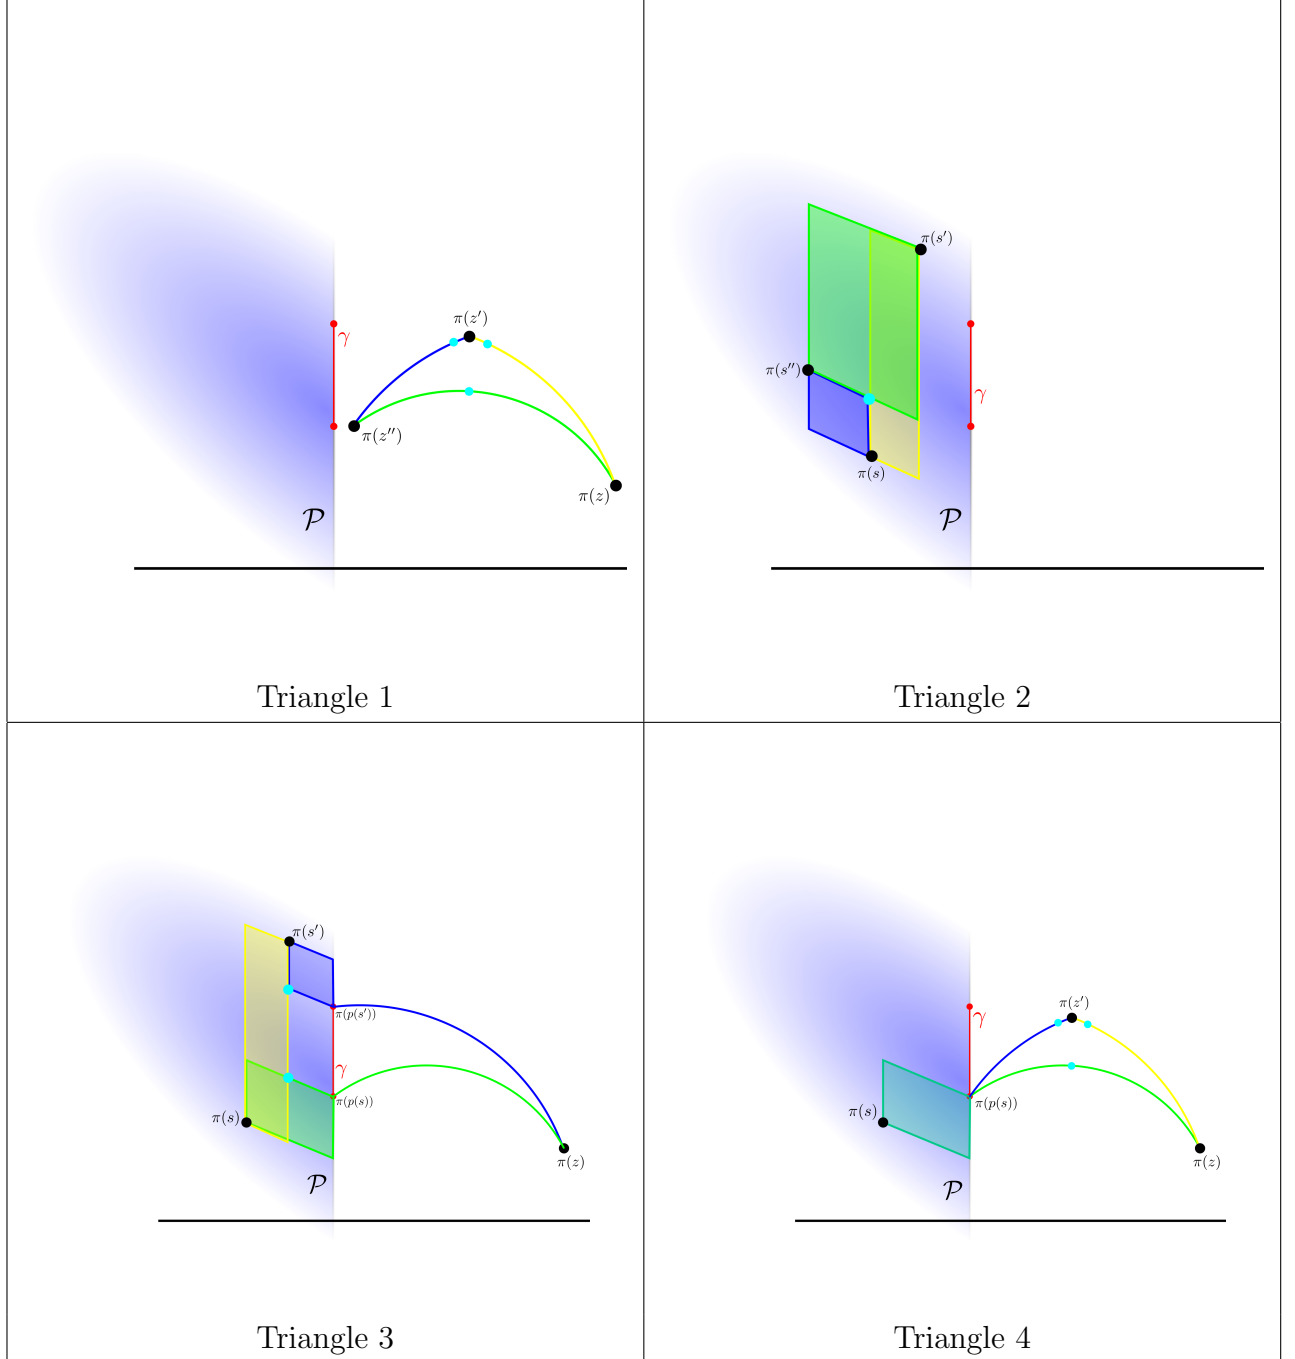 π(z′)
γ
π(z′′)
π(z)
𝒫
Triangle 1
π(s′)
π(s′′)
γ
π(s)
𝒫
Triangle 2
π(s′)
π(p(s′))
γ
π(p(s))
π(s)
π(z)
𝒫
Triangle 3
π(z′)
γ
π(p(s))
π(s)
π(z)
𝒫
Triangle 4